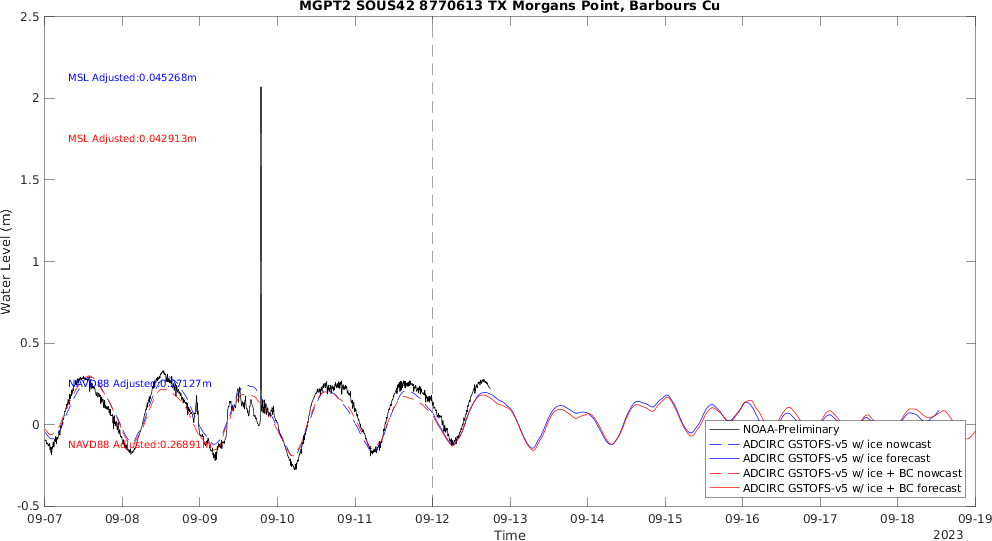 MGPT2 SOUS42 8770613 TX Morgans Point, Barbours Cu
2.5
2
1.5
1
0.5
0
-0.5
Water Level (m)
MSL Adjusted:0.045268m
MSL Adjusted:0.042913m
NAVD88 Adjusted:0.27127m
NAVD88 Adjusted:0.26891m
NOAA-Preliminary
ADCIRC GSTOFS-v5 w/ ice nowcast
ADCIRC GSTOFS-v5 w/ ice forecast
ADCIRC GSTOFS-v5 w/ ice + BC nowcast
ADCIRC GSTOFS-v5 w/ ice + BC forecast
09-07 09-08 09-09 09-10 09-11 09-12 09-13 09-14 09-15 09-16 09-17 09-18 09-19
Time
2023